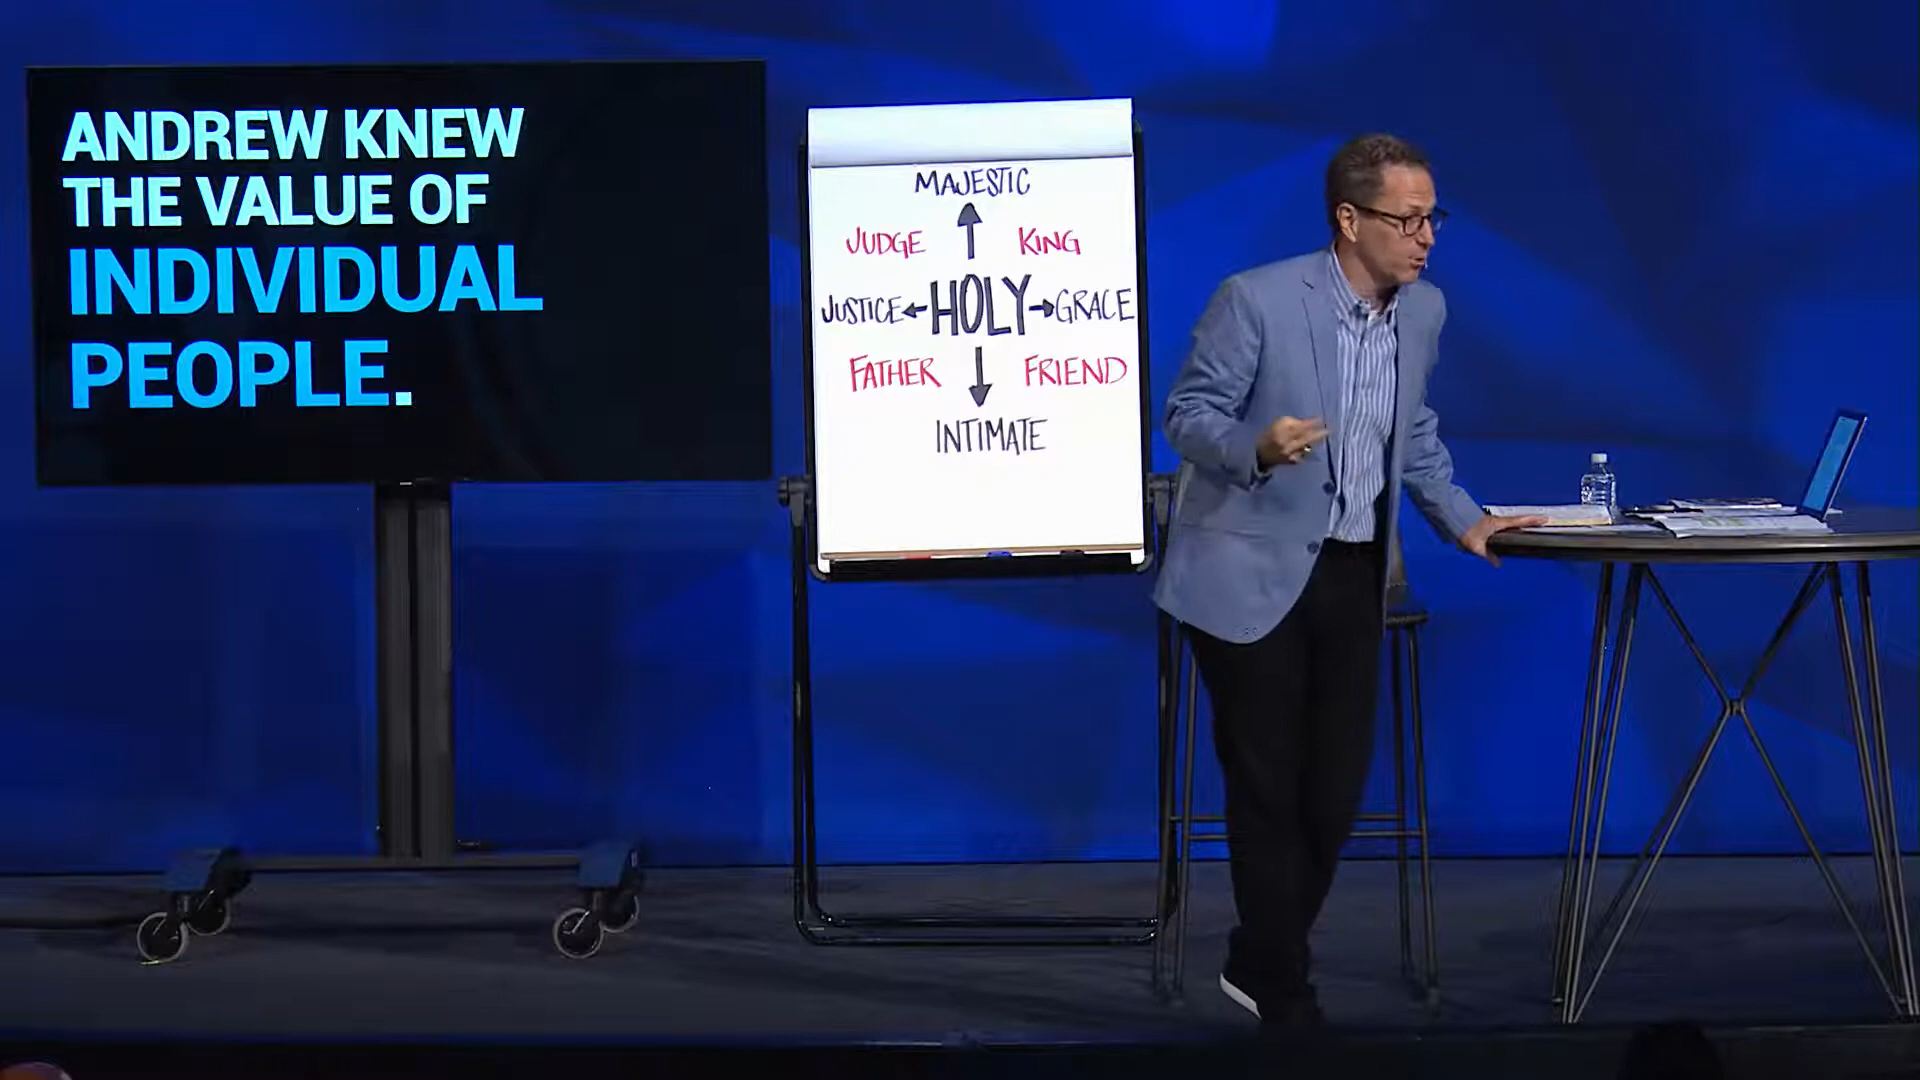 ANDREW KNEW
THE VALUE OF
INDIVIDUAL
PEOPLE.
MAJESTIC
JUDGE KING
JUSTICE HOLY GRACE
FATHER FRIEND
INTIMATE